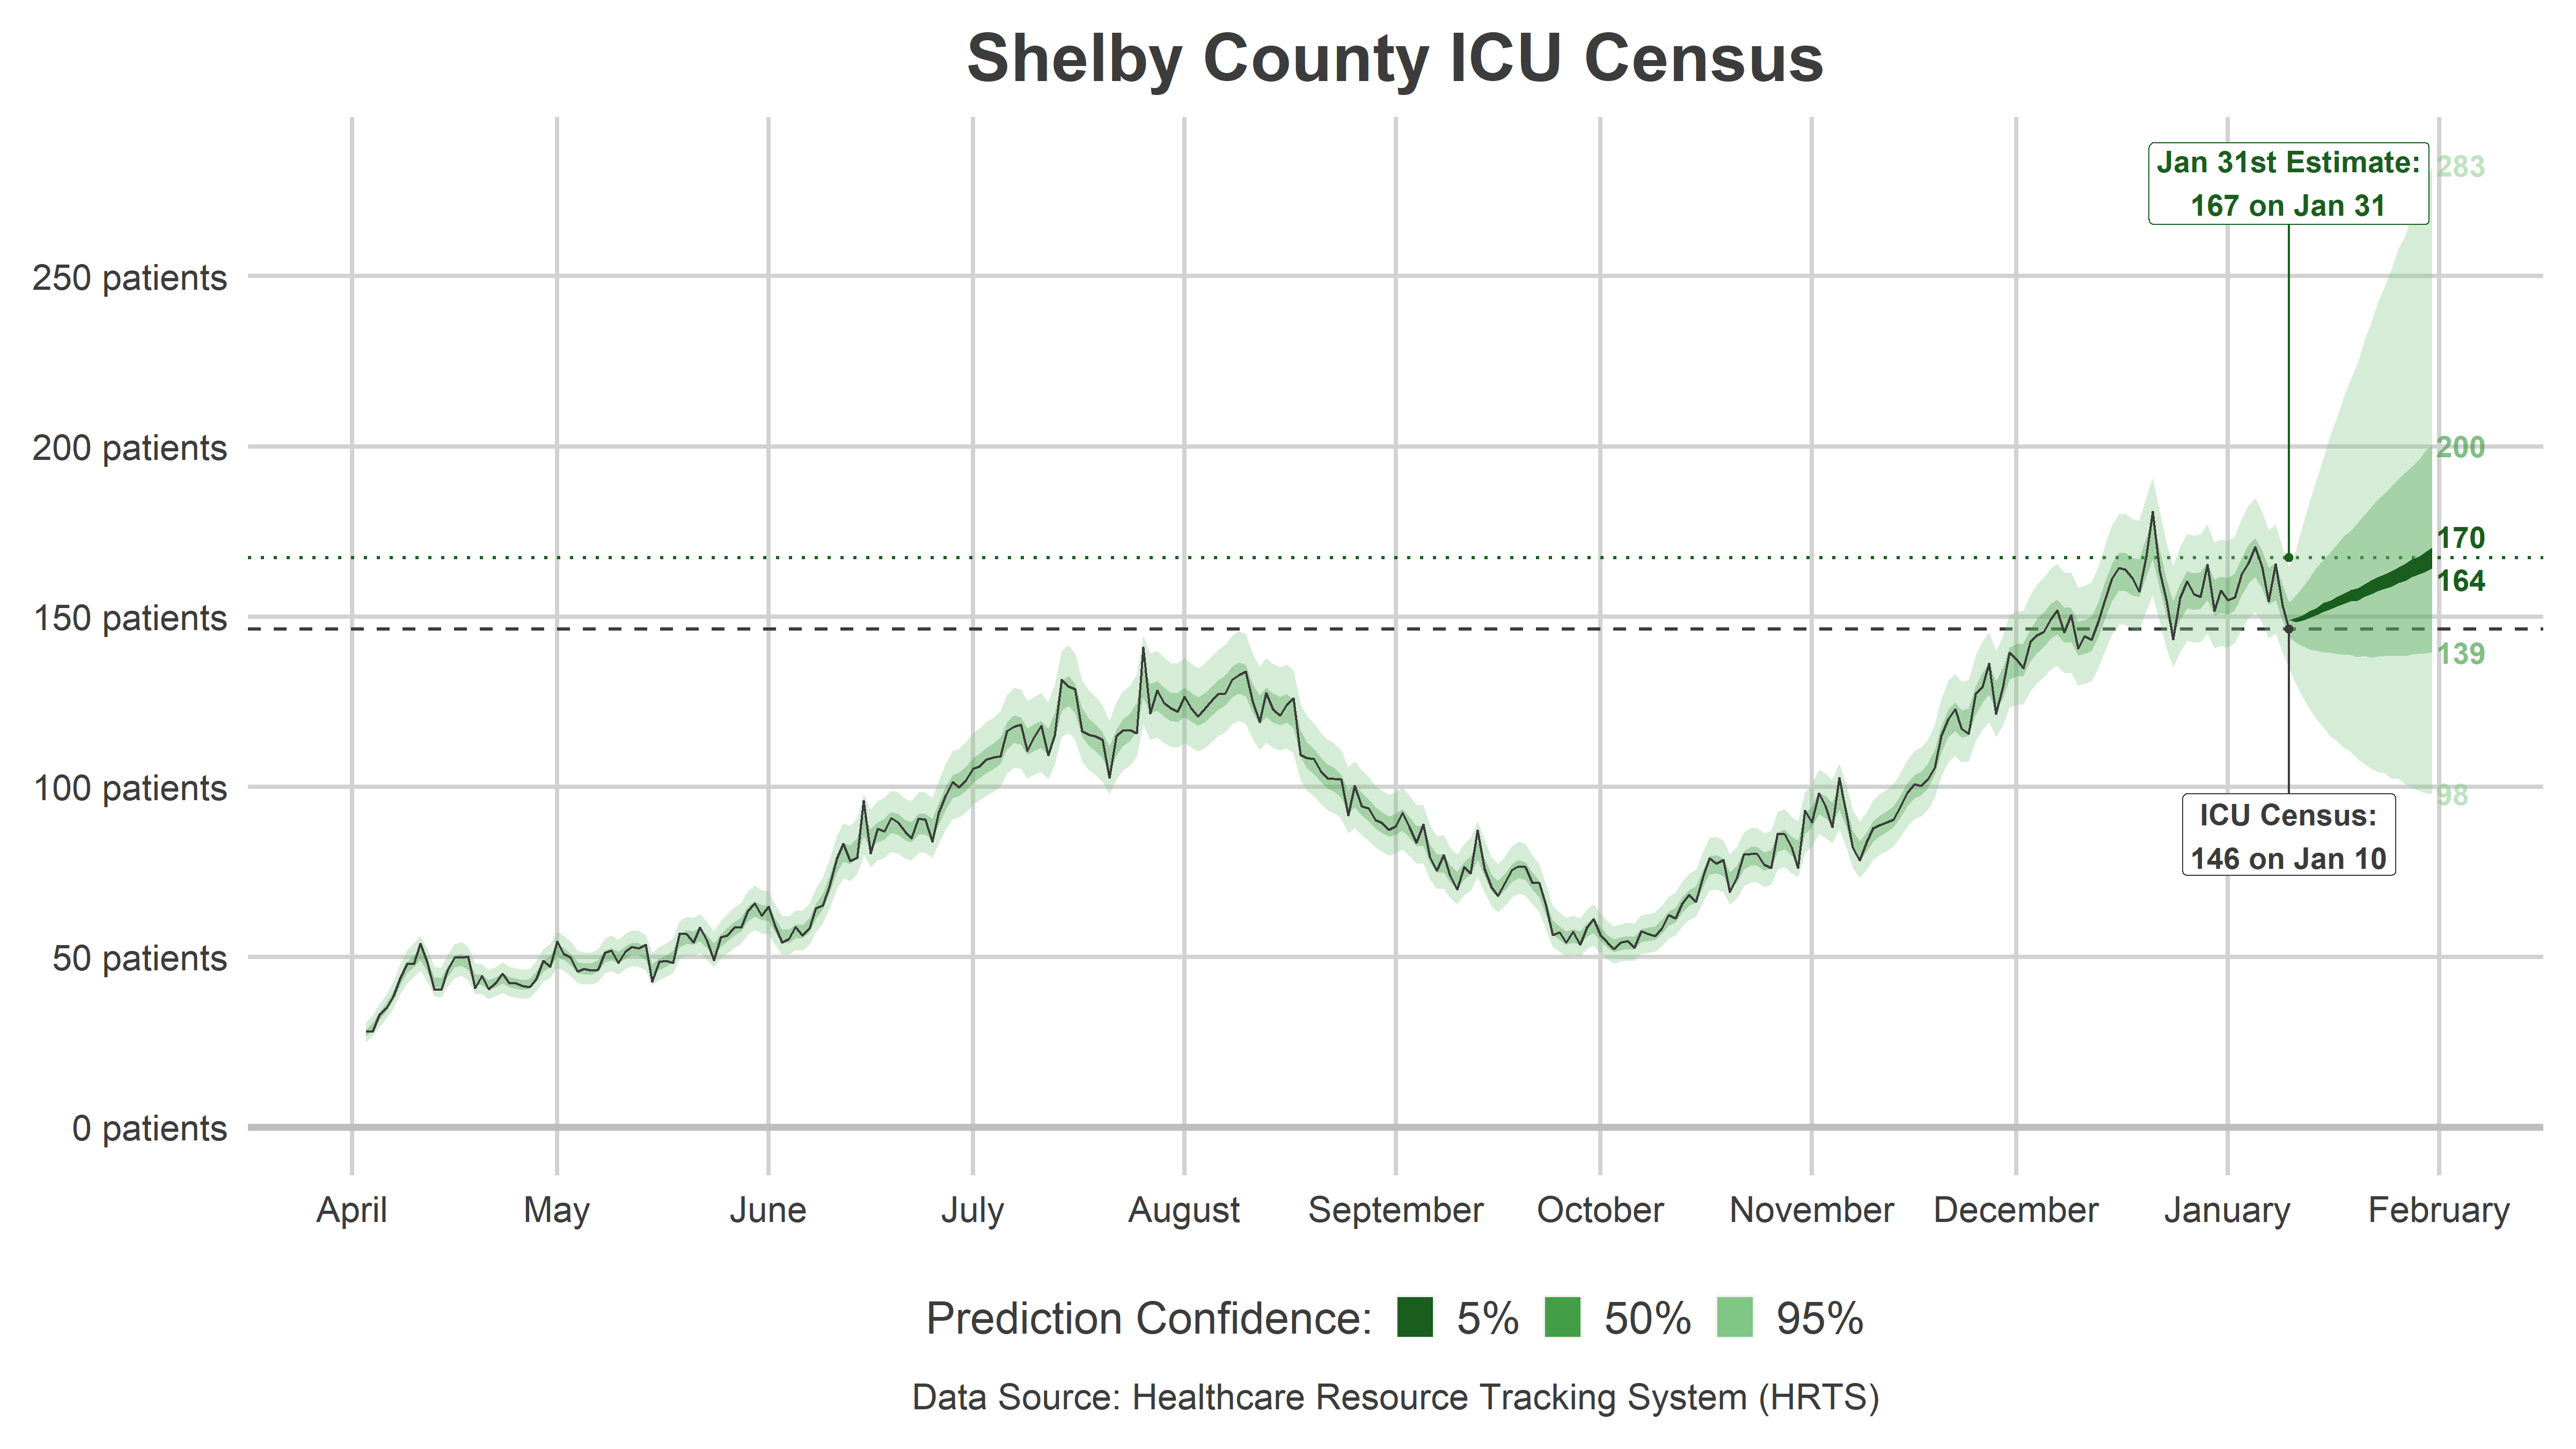 Shelby County ICU Census
Jan 31st Estimate:
167 on Jan 31
283
250 patients
200 patients
200
170
164
150 patients
139
100 patients
98
ICU Census:
146 on Jan 10
50 patients
0 patients
April May June July August September October November December January February
Prediction Confidence: 5% 50% 95%
Data Source: Healthcare Resource Tracking System (HRTS)